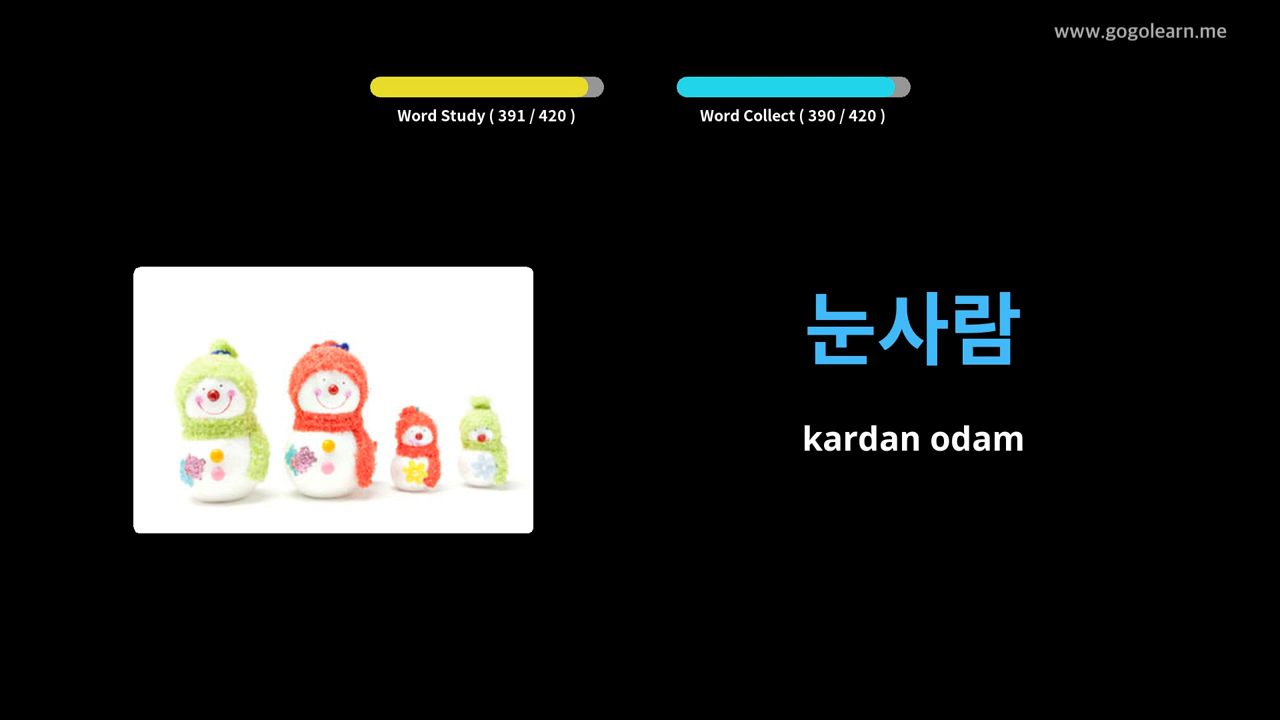 www.gogolearn.me
Word Study ( 391 / 420 )
Word Collect ( 390 / 420 )
눈사람
kardan odam